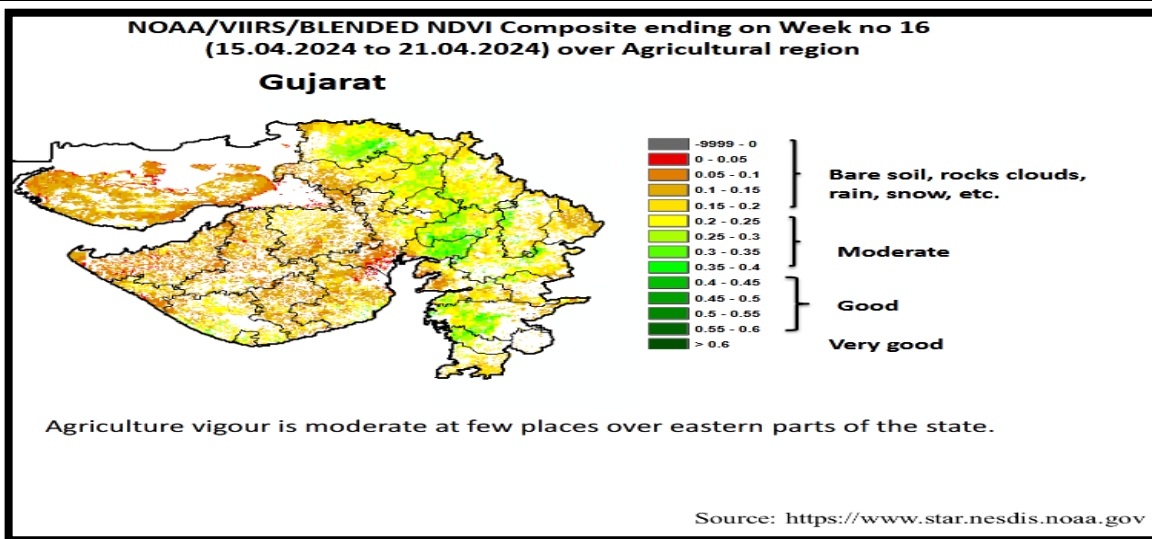 NOAA/VIIRS/BLENDED NDVI Composite ending on Week no 16
(15.04.2024 to 21.04.2024) over Agricultural region
Gujarat
-9999 - 0
0 - 0.05
0.05 - 0.1
0.1 - 0.15
0.15 - 0.2
0.2 - 0.25
0.25 - 0.3
0.3 - 0.35
0.35 - 0.4
0.4 - 0.45
0.45 - 0.5
0.5 - 0.55
0.55 - 0.6
> 0.6
Bare soil, rocks clouds,
rain, snow, etc.
Moderate
Good
Very good
Agriculture vigour is moderate at few places over eastern parts of the state.
Source: https://www.star.nesdis.noaa.gov